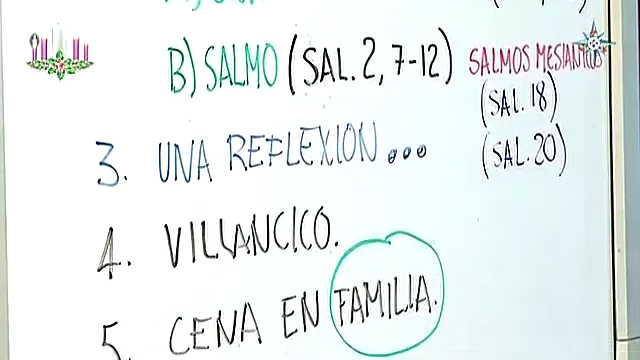 B) SALMO (SAL. 2, 7-12) SALMOS MESIANICOS
(SAL. 18)
3. UNA REFLEXION... (SAL. 20)
4. VILLANCICO.
5. CENA EN FAMILIA.